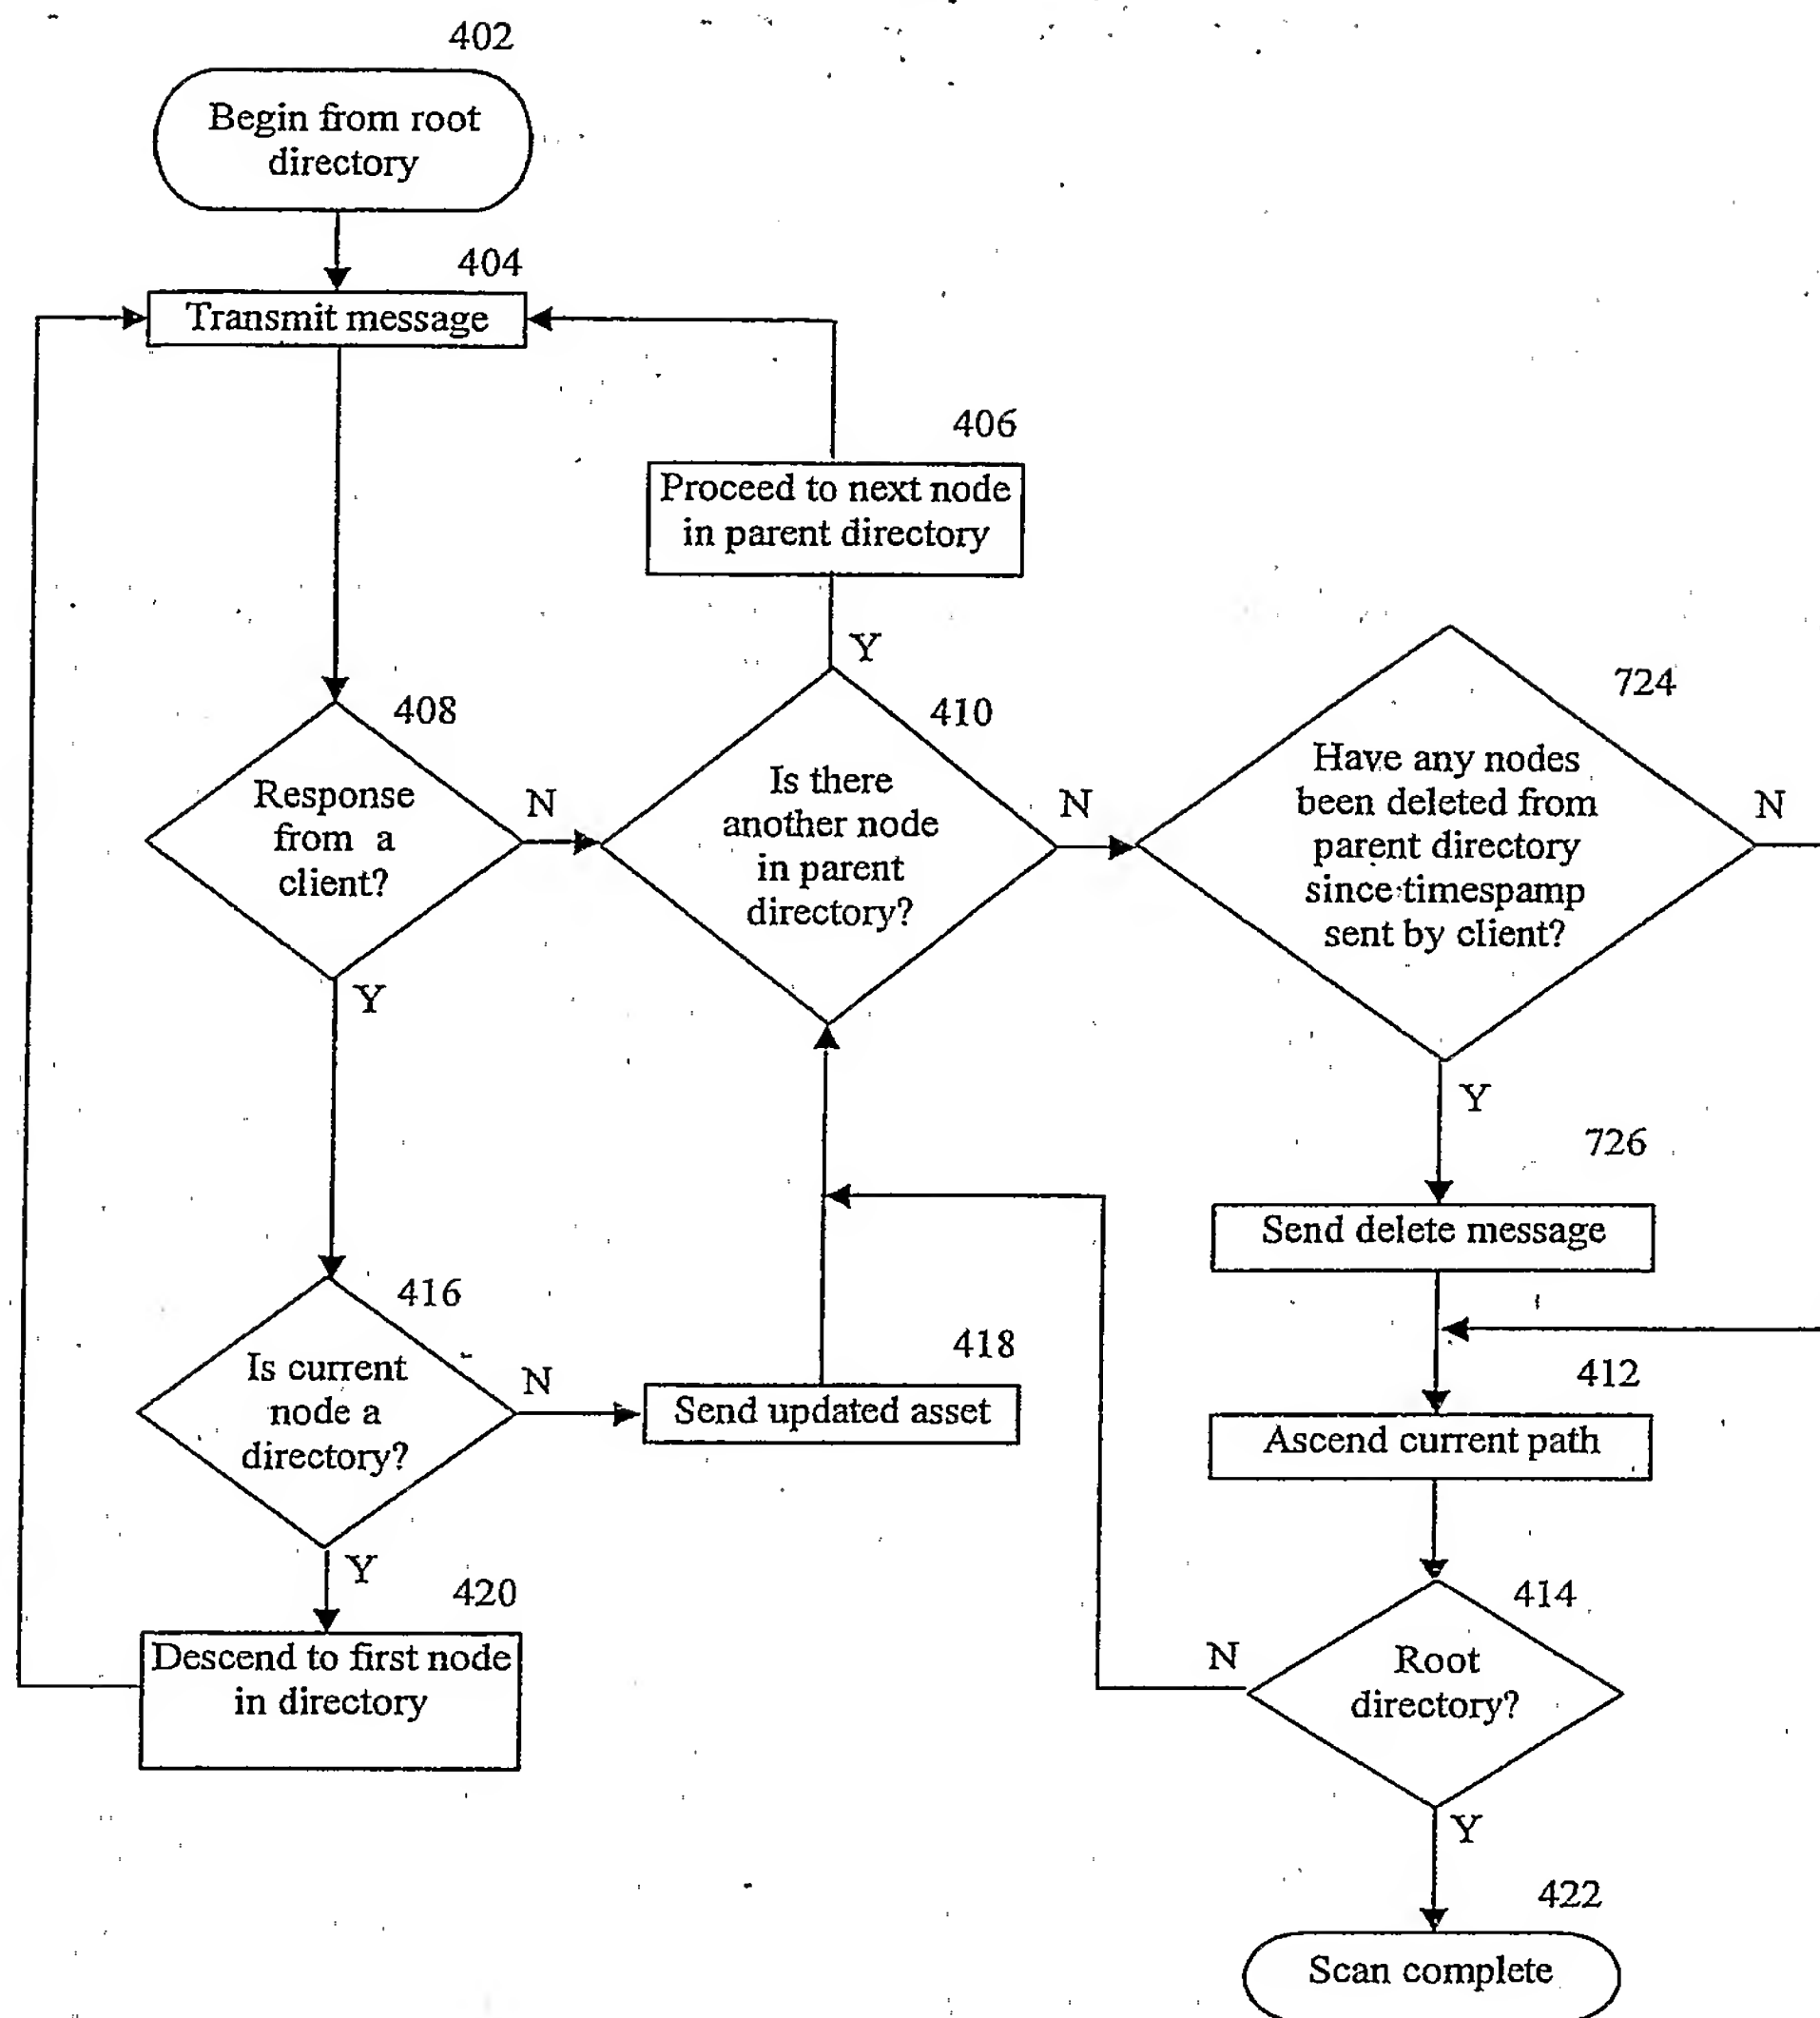 402
Begin from root
directory
404
Transmit message
406
Proceed to next node
in parent directory
Y
408
Response
from a
client?
N
Y
410
Is there
another node
in parent
directory?
N
724
Have any nodes
been deleted from
parent directory
since timespamp
sent by client?
N
Y
726
Send delete message
416
Is current
node a
directory?
N
Y
418
Send updated asset
412
Ascend current path
420
Descend to first node
in directory
414
Root
directory?
N
Y
422
Scan complete